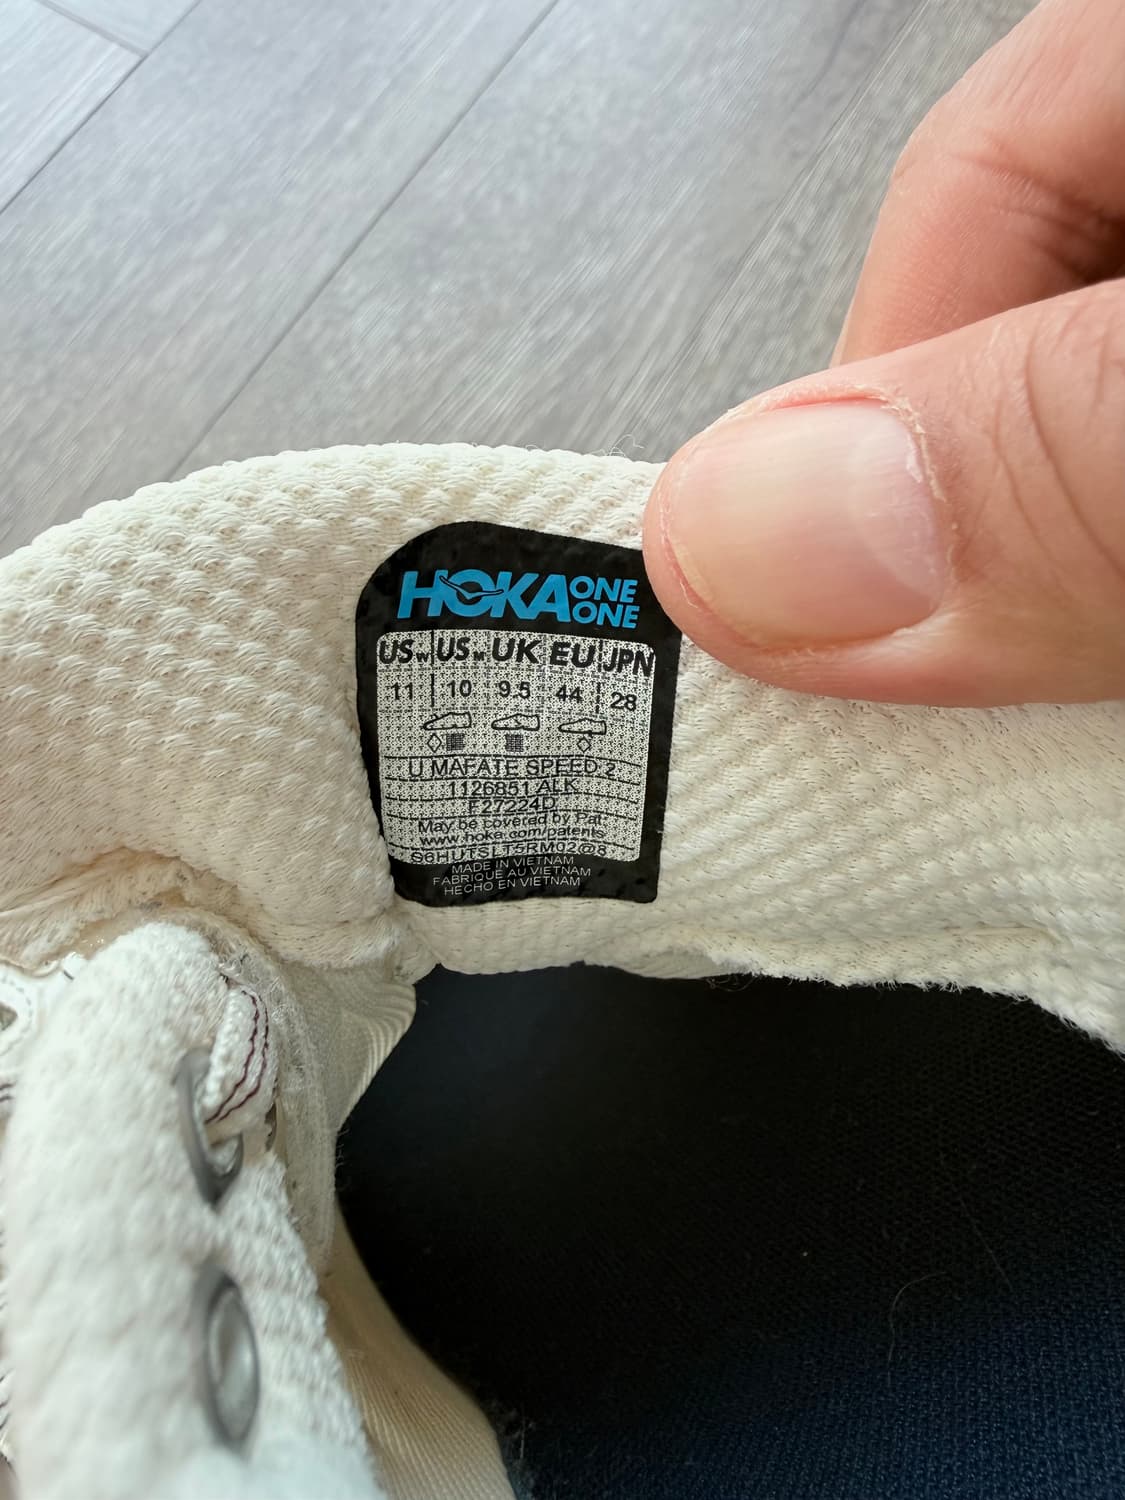 HOKA ONE ONE
US W US M UK EU JPN
11 10 9.5 44 28
U MAFATE SPEED 2
1126851 ALK
F27224D
May be covered by Pat.
www.hoka.com/patents
S6HUTSLT5RM02@8
MADE IN VIETNAM
FABRIQUE AU VIETNAM
HECHO EN VIETNAM